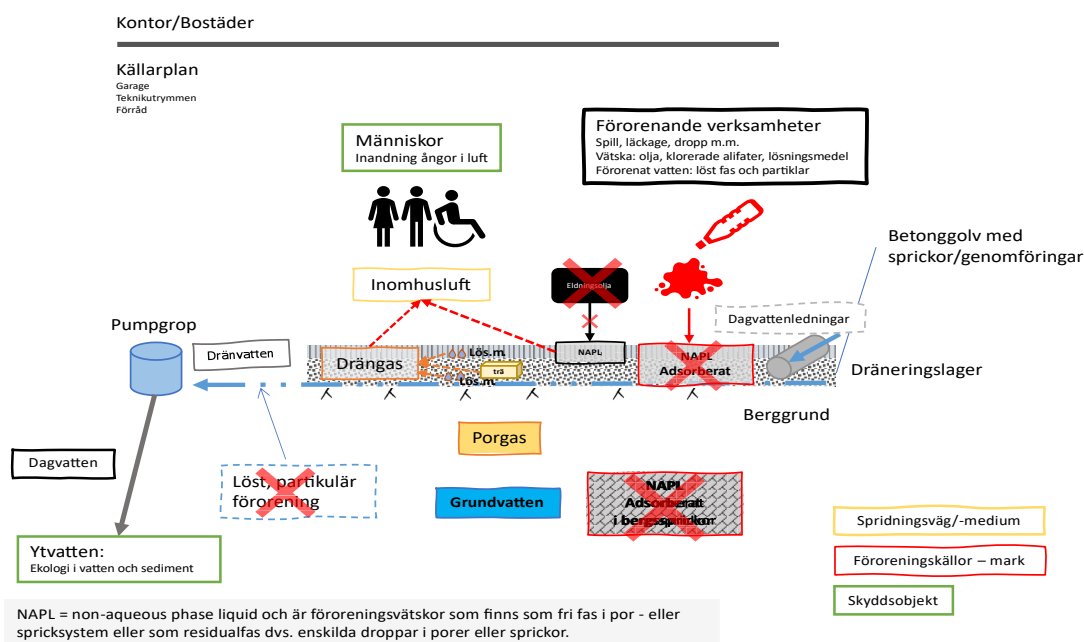 Kontor/Bostäder
Källarplan
Garage
Teknikutrymmen
Förråd
Människor
Inandning ångor i luft
Förorenande verksamheter
Spill, läckage, dropp m.m.
Vätska: olja, klorerade alifater, lösningsmedel
Förorenat vatten: löst fas och partiklar
Betonggolv med
sprickor/genomföringar
Inomhusluft
Eldningsolja
Dagvattenledningar
Pumpgrop
Dränvatten
Drängas
Lös.m
trä
Lös.m
NAPL
NAPL
Adsorberat
Dräneringslager
Berggrund
Porgas
Dagvatten
Löst, partikulär
förorening
Grundvatten
NAPL
Adsorberat
i bergssprickor
Spridningsväg/-medium
Föroreningskällor – mark
Skyddsobjekt
Ytvatten:
Ekologi i vatten och sediment
NAPL = non-aqueous phase liquid och är föroreningsvätskor som finns som fri fas i por - eller
spricksystem eller som residualfas dvs. enskilda droppar i porer eller sprickor.